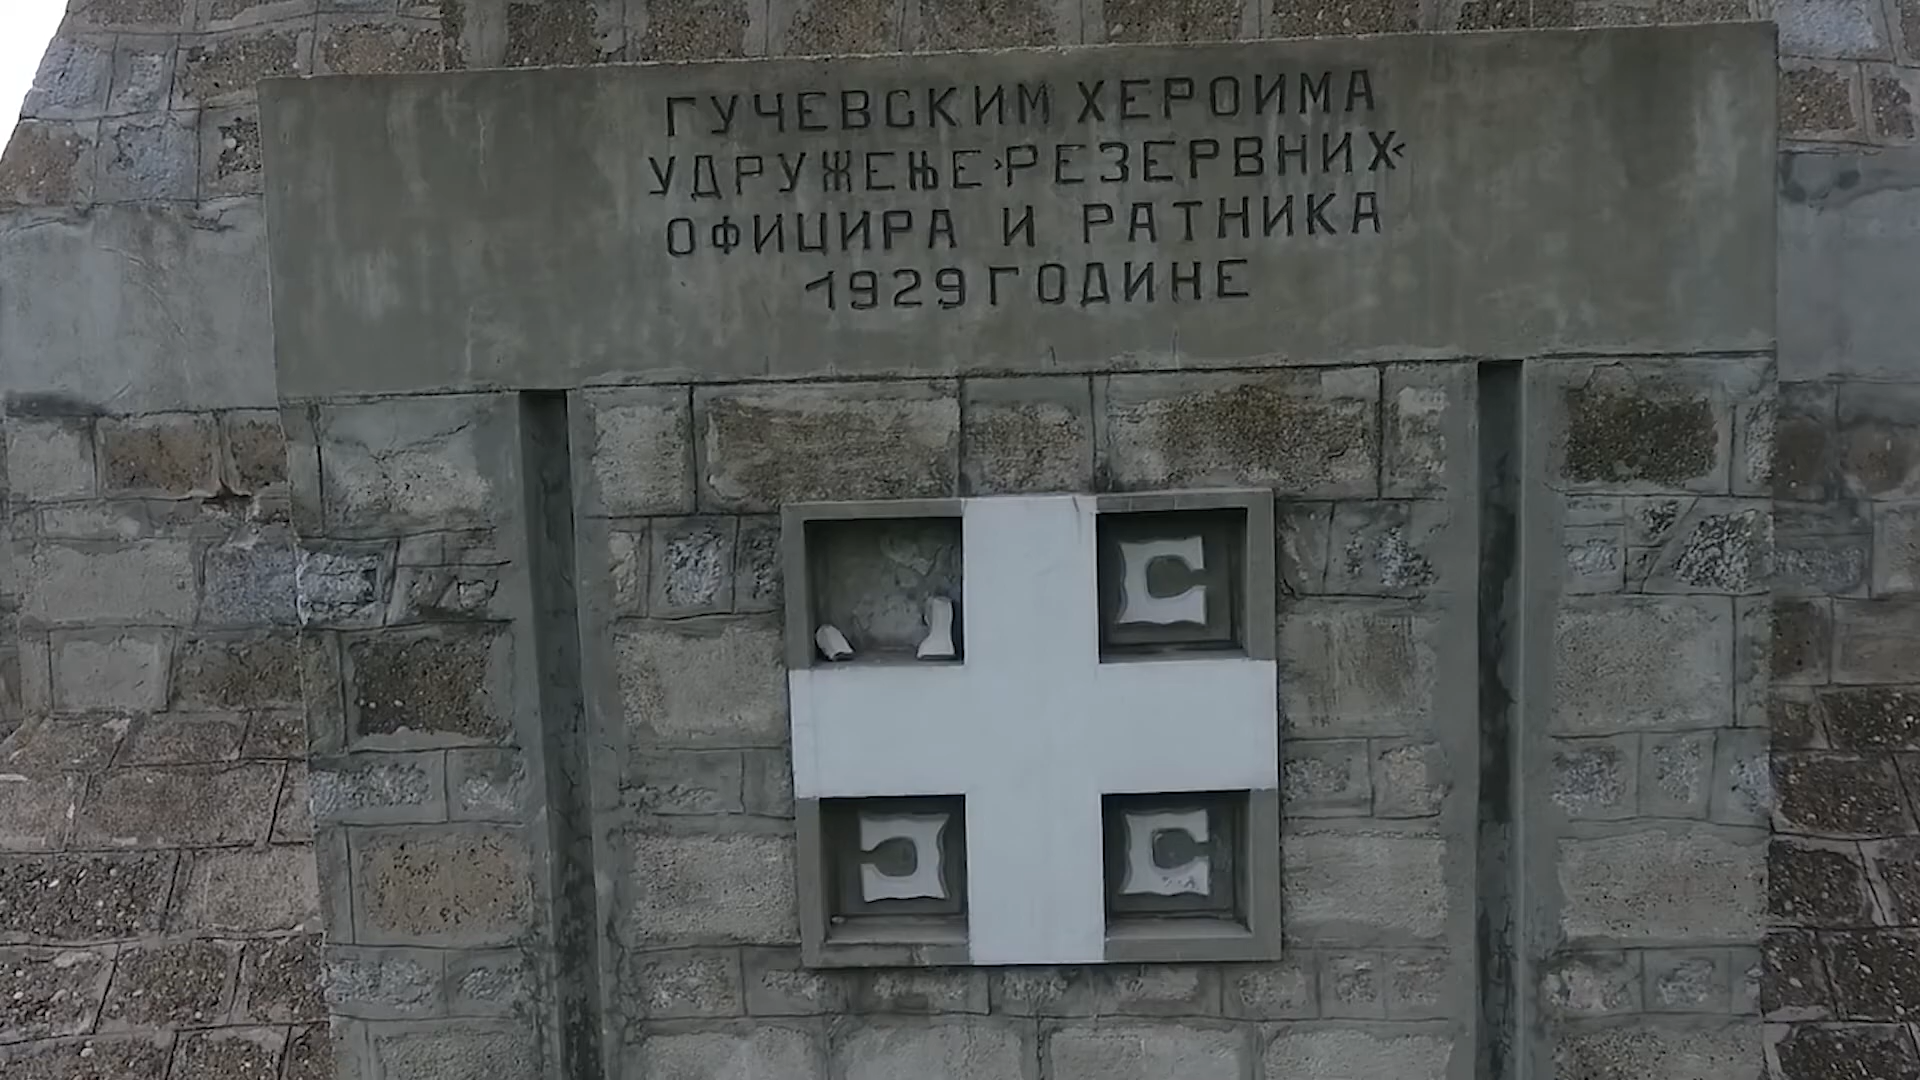 ГУЧЕВСКИМ ХЕРОИМА
УДРУЖЕЊЕ ›РЕЗЕРВНИХ‹
ОФИЦИРА И РАТНИКА
1929 ГОДИНЕ